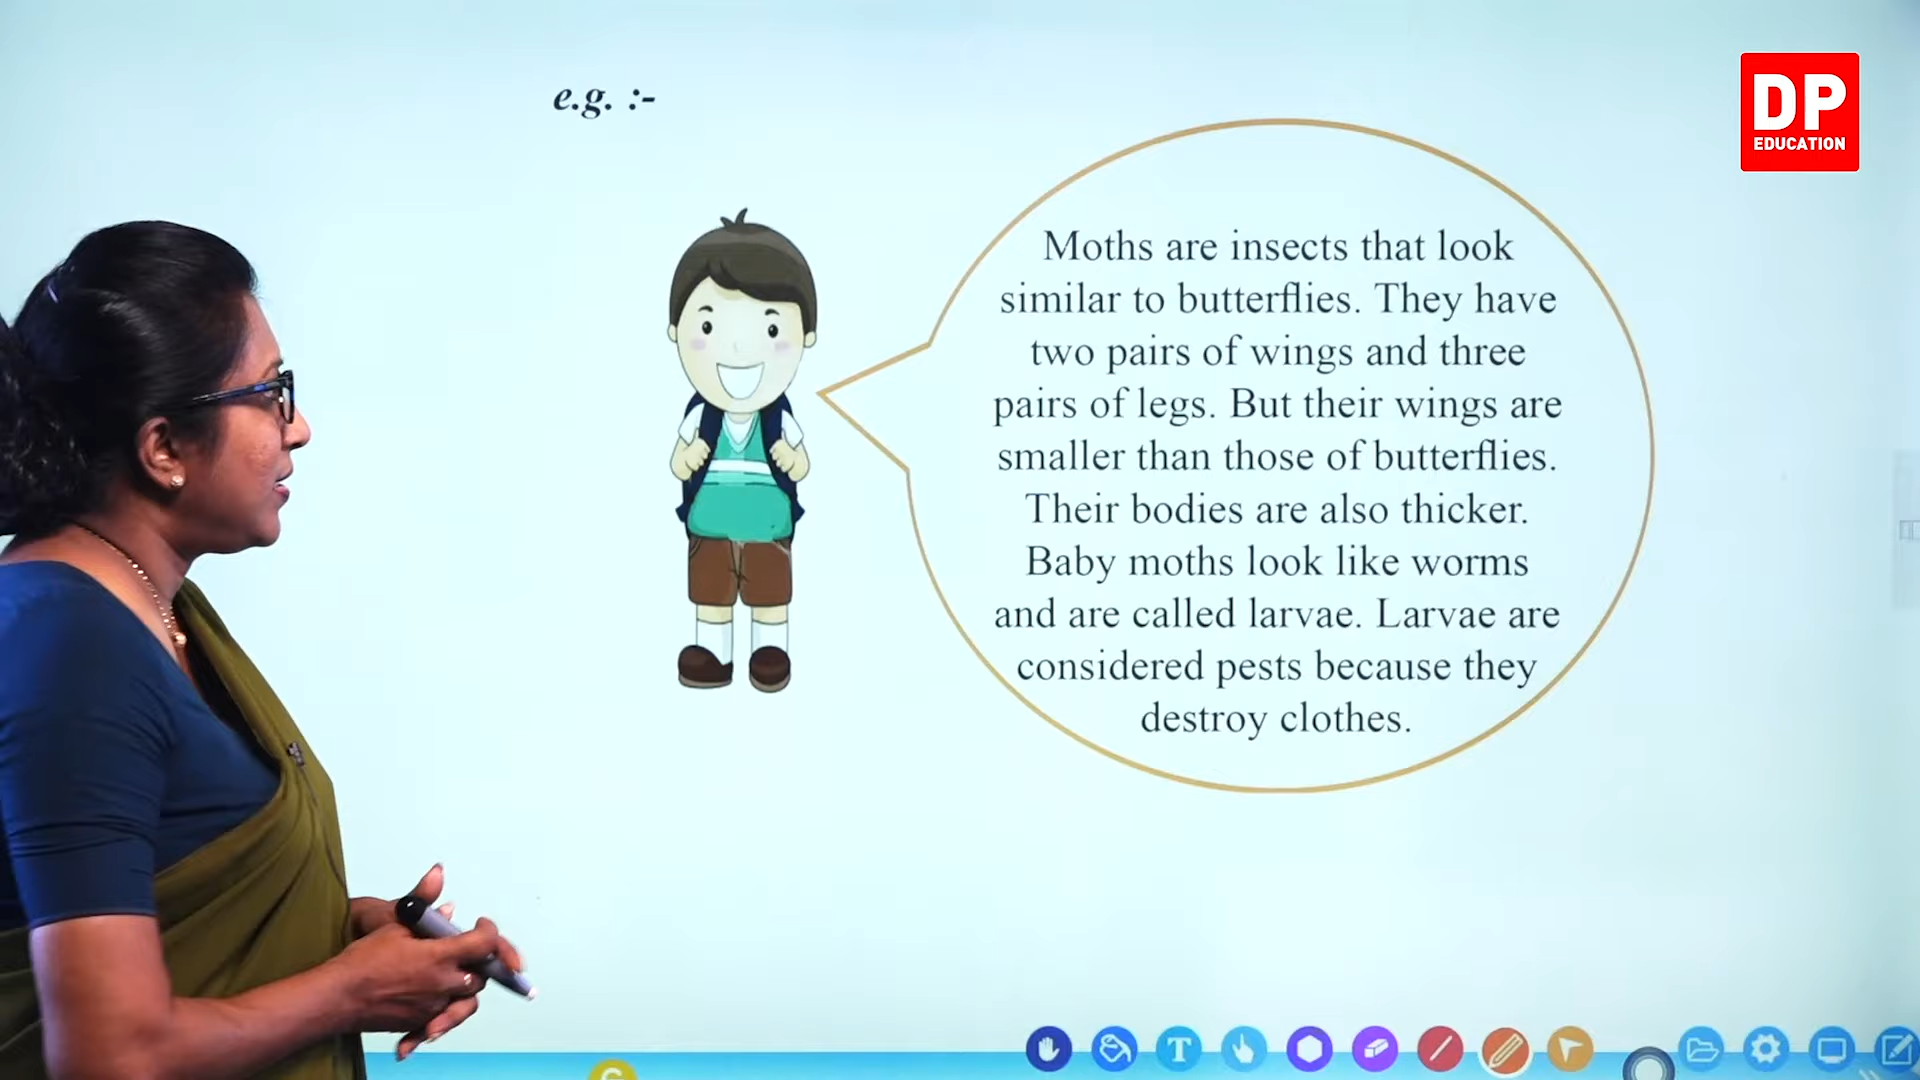 e.g. :-
DP
EDUCATION
Moths are insects that look
similar to butterflies. They have
two pairs of wings and three
pairs of legs. But their wings are
smaller than those of butterflies.
Their bodies are also thicker.
Baby moths look like worms
and are called larvae. Larvae are
considered pests because they
destroy clothes.
T